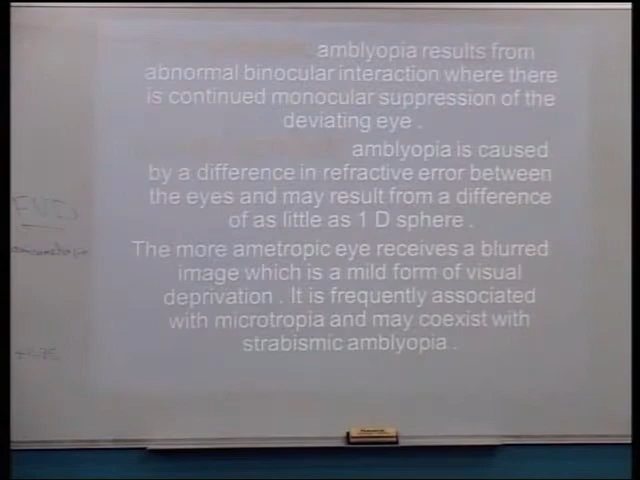 amblyopia results from
abnormal binocular interaction where there
is continued monocular suppression of the
deviating eye .
amblyopia is caused
by a difference in refractive error between
the eyes and may result from a difference
of as little as 1 D sphere .
The more ametropic eye receives a blurred
image which is a mild form of visual
deprivation . It is frequently associated
with microtropia and may coexist with
strabismic amblyopia .